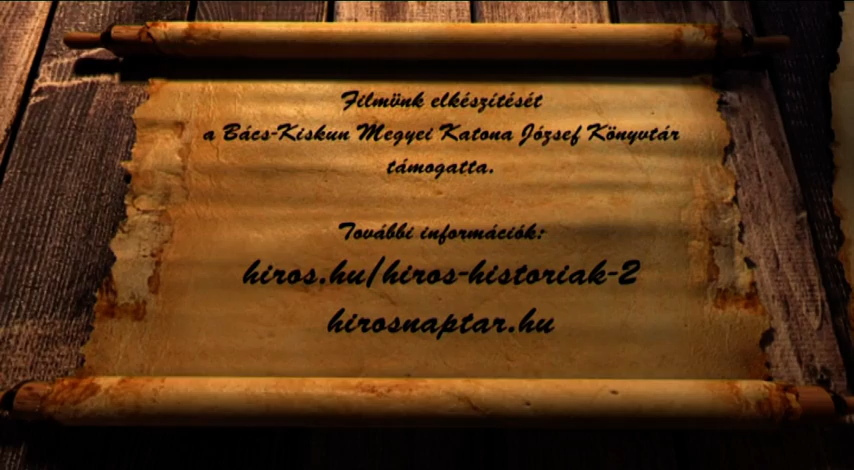 Filmünk elkészítését
a Bács-Kiskun Megyei Katona József Könyvtár
támogatta.
További információk:
hiros.hu/hiros-historiak-2
hirosnaptar.hu